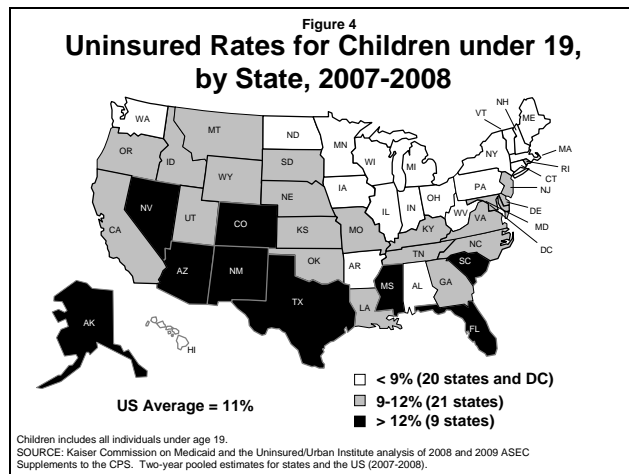 Figure 4
Uninsured Rates for Children under 19,
by State, 2007-2008
WA
MT
ND
MN
VT
NH
ME
OR
ID
WY
SD
WI
MI
NY
MA
RI
CT
NJ
NV
UT
CO
NE
IA
IL
IN
OH
PA
WV
VA
DE
MD
DC
CA
KS
MO
KY
NC
TN
AZ
NM
OK
AR
SC
TX
LA
MS
AL
GA
FL
AK
HI
< 9% (20 states and DC)
US Average = 11%
9-12% (21 states)
> 12% (9 states)
Children includes all individuals under age 19.
SOURCE: Kaiser Commission on Medicaid and the Uninsured/Urban Institute analysis of 2008 and 2009 ASEC
Supplements to the CPS.  Two-year pooled estimates for states and the US (2007-2008).